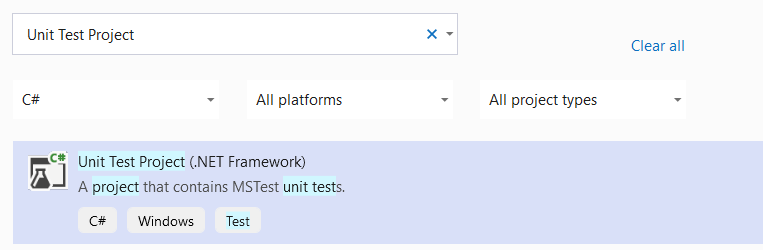 Unit Test Project
Clear all
C#
All platforms
All project types
C#
Unit Test Project (.NET Framework)
A project that contains MSTest unit tests.
C#
Windows
Test